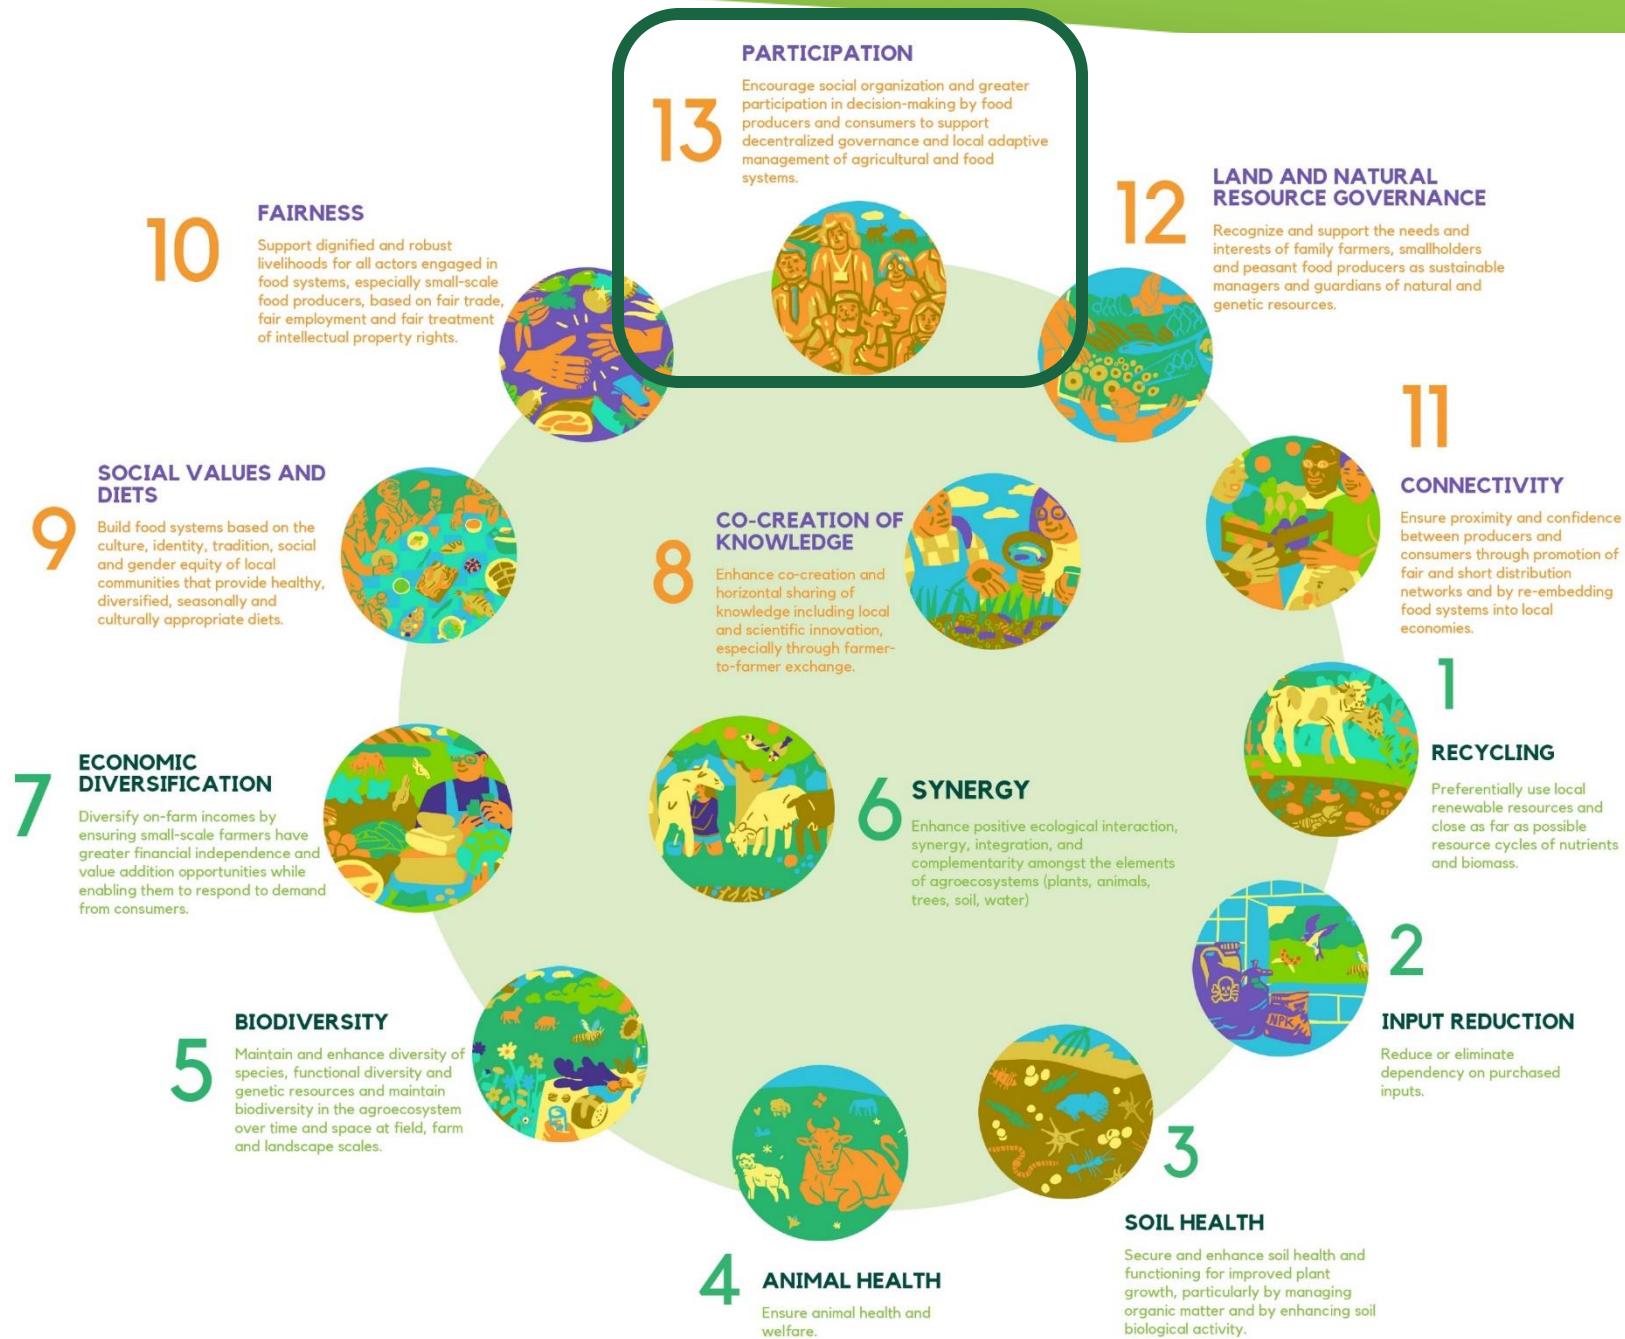 PARTICIPATION
13
Encourage social organization and greater
participation in decision-making by food
producers and consumers to support
decentralized governance and local adaptive
management of agricultural and food
systems.
10
FAIRNESS
Support dignified and robust
livelihoods for all actors engaged in
food systems, especially small-scale
food producers, based on fair trade,
fair employment and fair treatment
of intellectual property rights.
12
LAND AND NATURAL
RESOURCE GOVERNANCE
Recognize and support the needs and
interests of family farmers, smallholders
and peasant food producers as sustainable
managers and guardians of natural and
genetic resources.
11
CONNECTIVITY
Ensure proximity and confidence
between producers and
consumers through promotion of
fair and short distribution
networks and by re-embedding
food systems into local
economies.
9
SOCIAL VALUES AND
DIETS
Build food systems based on the
culture, identity, tradition, social
and gender equity of local
communities that provide healthy,
diversified, seasonally and
culturally appropriate diets.
8
CO-CREATION OF
KNOWLEDGE
Enhance co-creation and
horizontal sharing of
knowledge including local
and scientific innovation,
especially through farmer-
to-farmer exchange.
1
RECYCLING
Preferentially use local
renewable resources and
close as far as possible
resource cycles of nutrients
and biomass.
7
ECONOMIC
DIVERSIFICATION
Diversify on-farm incomes by
ensuring small-scale farmers have
greater financial independence and
value addition opportunities while
enabling them to respond to demand
from consumers.
6
SYNERGY
Enhance positive ecological interaction,
synergy, integration, and
complementarity amongst the elements
of agroecosystems (plants, animals,
trees, soil, water)
2
INPUT REDUCTION
Reduce or eliminate
dependency on purchased
inputs.
NPK
5
BIODIVERSITY
Maintain and enhance diversity of
species, functional diversity and
genetic resources and maintain
biodiversity in the agroecosystem
over time and space at field, farm
and landscape scales.
3
SOIL HEALTH
Secure and enhance soil health and
functioning for improved plant
growth, particularly by managing
organic matter and by enhancing soil
biological activity.
4
ANIMAL HEALTH
Ensure animal health and
welfare.